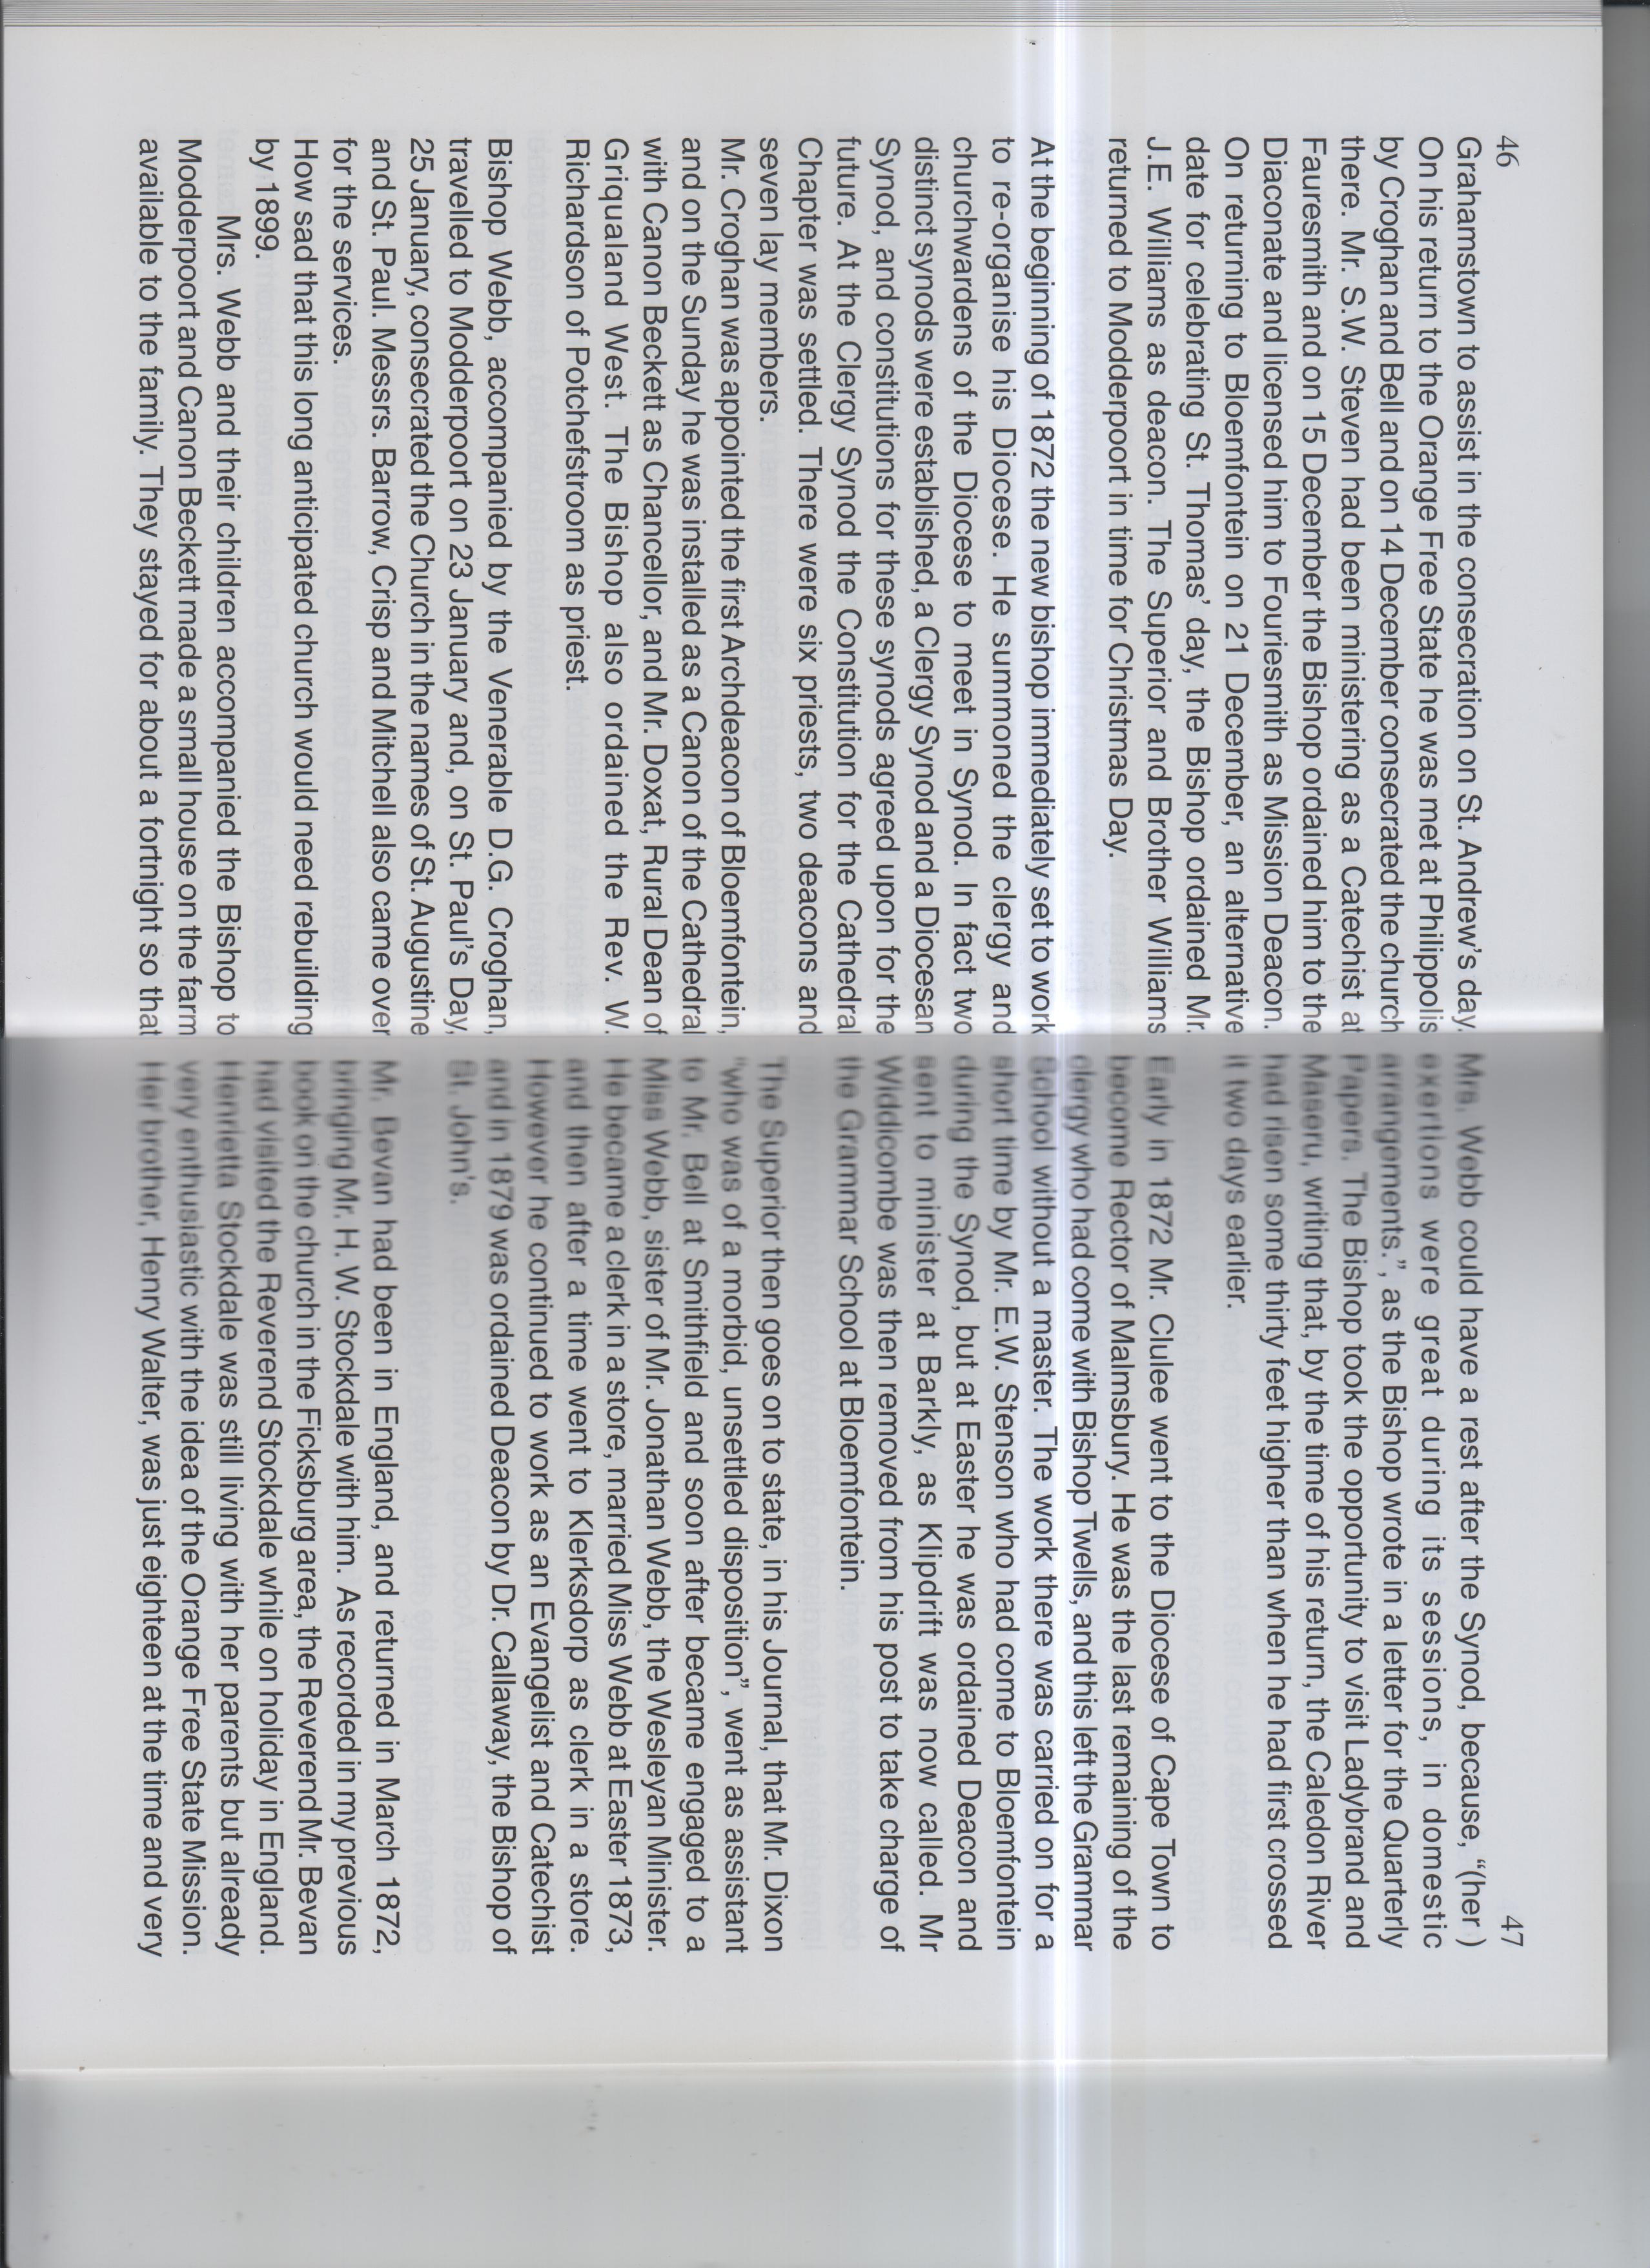 46
Grahamstown to assist in the consecration on St. Andrew's day.
On his return to the Orange Free State he was met at Philippolis
by Croghan and Bell and on 14 December consecrated the church
there. Mr. S.W. Steven had been ministering as a Catechist at
Fauresmith and on 15 December the Bishop ordained him to the
Diaconate and licensed him to Fouriesmith as Mission Deacon.
On returning to Bloemfontein on 21 December, an alternative
date for celebrating St. Thomas' day, the Bishop ordained Mr.
J.E. Williams as deacon. The Superior and Brother Williams
returned to Modderpoort in time for Christmas Day.
At the beginning of 1872 the new bishop immediately set to work
to re-organise his Diocese. He summoned the clergy and
churchwardens of the Diocese to meet in Synod. In fact two
distinct synods were established, a Clergy Synod and a Diocesan
Synod, and constitutions for these synods agreed upon for the
future. At the Clergy Synod the Constitution for the Cathedral
Chapter was settled. There were six priests, two deacons and
seven lay members.
Mr. Croghan was appointed the first Archdeacon of Bloemfontein,
and on the Sunday he was installed as a Canon of the Cathedral
with Canon Beckett as Chancellor, and Mr. Doxat, Rural Dean of
Griqualand West. The Bishop also ordained the Rev. W.
Richardson of Potchefstroom as priest.
Bishop Webb, accompanied by the Venerable D.G. Croghan,
travelled to Modderpoort on 23 January and, on St. Paul's Day,
25 January, consecrated the Church in the names of St. Augustine
and St. Paul. Messrs. Barrow, Crisp and Mitchell also came over
for the services.
How sad that this long anticipated church would need rebuilding
by 1899.
Mrs. Webb and their children accompanied the Bishop to
Modderpoort and Canon Beckett made a small house on the farm
available to the family. They stayed for about a fortnight so that
47
Mrs. Webb could have a rest after the Synod, because, “(her )
exertions were great during its sessions, in domestic
arrangements.”, as the Bishop wrote in a letter for the Quarterly
Papers. The Bishop took the opportunity to visit Ladybrand and
Maseru, writing that, by the time of his return, the Caledon River
had risen some thirty feet higher than when he had first crossed
it two days earlier.
Early in 1872 Mr. Clulee went to the Diocese of Cape Town to
become Rector of Malmsbury. He was the last remaining of the
clergy who had come with Bishop Twells, and this left the Grammar
School without a master. The work there was carried on for a
short time by Mr. E.W. Stenson who had come to Bloemfontein
during the Synod, but at Easter he was ordained Deacon and
sent to minister at Barkly, as Klipdrift was now called. Mr
Widdicombe was then removed from his post to take charge of
the Grammar School at Bloemfontein.
The Superior then goes on to state, in his Journal, that Mr. Dixon
“who was of a morbid, unsettled disposition”, went as assistant
to Mr. Bell at Smithfield and soon after became engaged to a
Miss Webb, sister of Mr. Jonathan Webb, the Wesleyan Minister.
He became a clerk in a store, married Miss Webb at Easter 1873,
and then after a time went to Klerksdorp as clerk in a store.
However he continued to work as an Evangelist and Catechist
and in 1879 was ordained Deacon by Dr. Callaway, the Bishop of
St. John's.
Mr. Bevan had been in England, and returned in March 1872,
bringing Mr. H. W. Stockdale with him. As recorded in my previous
book on the church in the Ficksburg area, the Reverend Mr. Bevan
had visited the Reverend Stockdale while on holiday in England.
Henrietta Stockdale was still living with her parents but already
very enthusiastic with the idea of the Orange Free State Mission.
Her brother, Henry Walter, was just eighteen at the time and very